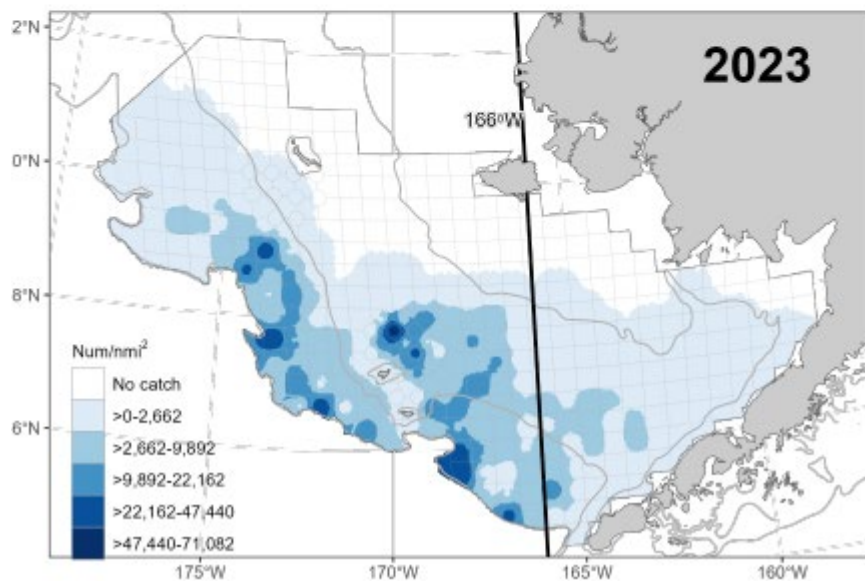 2°N
2023
166°W
0°N
8°N
Num/nmi²
No catch
>0-2,662
6°N
>2,662-9,892
>9,892-22,162
>22,162-47,440
>47,440-71,082
175°W
170°W
165°W
160°W